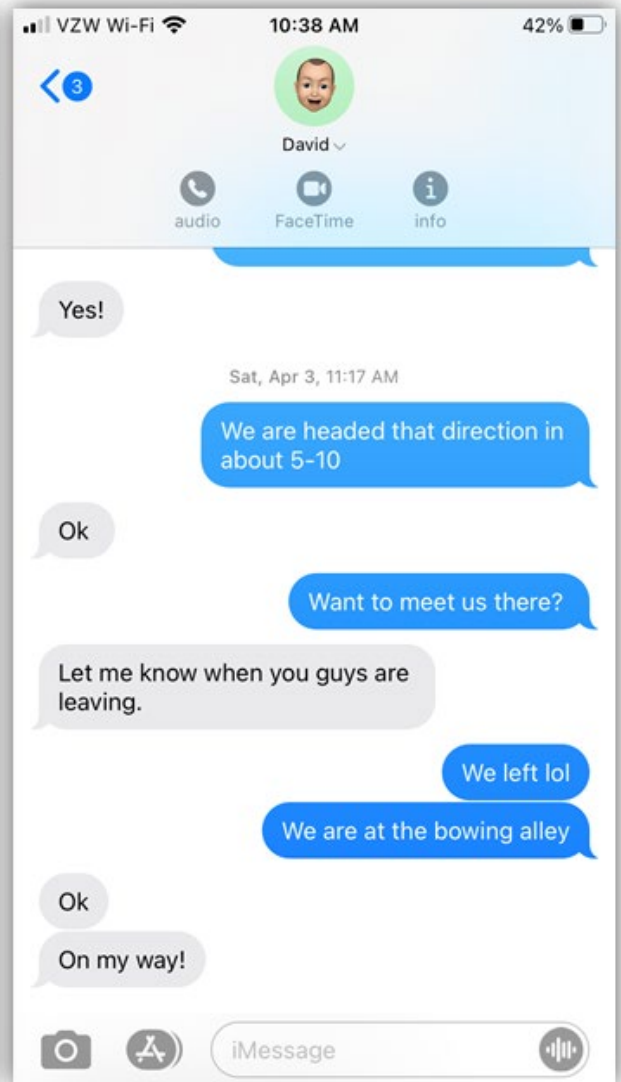 VZW Wi-Fi 10:38 AM 42%
3
David
audio FaceTime info
Yes!
Sat, Apr 3, 11:17 AM
We are headed that direction in
about 5-10
Ok
Want to meet us there?
Let me know when you guys are
leaving.
We left lol
We are at the bowing alley
Ok
On my way!
iMessage